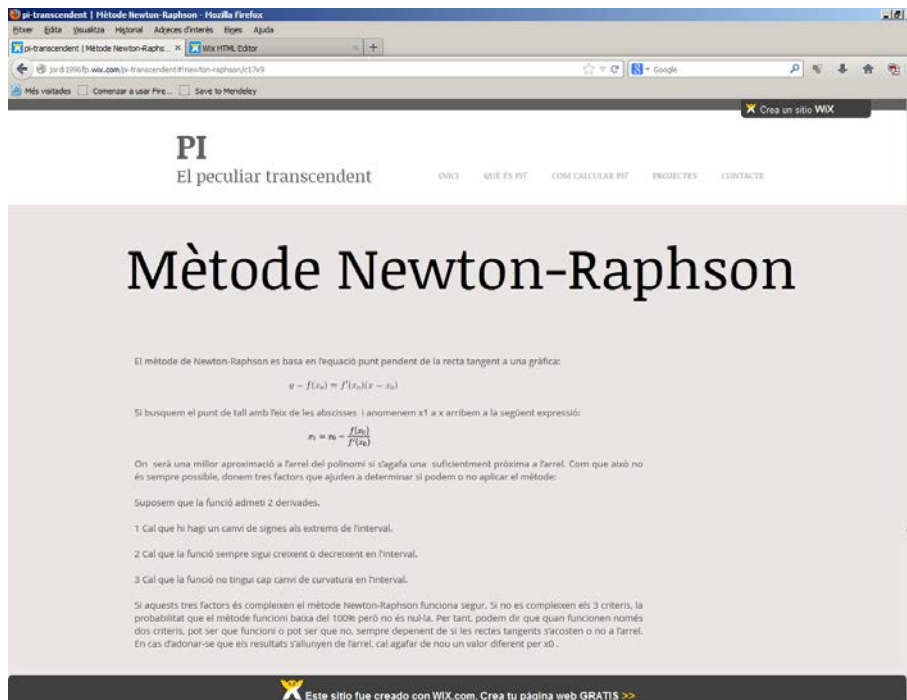 pi-transcendent | Mètode Newton-Raphson - Mozilla Firefox
Fitxer Edita Visualitza Historial Adreces d'interès Eines Ajuda
pi-transcendent | Mètode Newton-Raphs... × Wix HTML Editor × +
jordi1996fp.wix.com/pi-transcendent#!newton-raphson/c17v9 Google
Més visitades Comenzar a usar Fire... Save to Mendeley
Crea un sitio WiX
PI
El peculiar transcendent
INICI QUÈ ÉS PI? COM CALCULAR PI? PROJECTES CONTACTE
Mètode Newton-Raphson
El mètode de Newton-Raphson es basa en l'equació punt pendent de la recta tangent a una gràfica:
y − f(x₀) = f'(x₀)(x − x₀)
Si busquem el punt de tall amb l'eix de les abscisses i anomenem x1 a x arribem a la següent expressió:
x₁ = x₀ − f(x₀)/f'(x₀)
On serà una millor aproximació a l'arrel del polinomi si s'agafa una suficientment pròxima a l'arrel. Com que això no
és sempre possible, donem tres factors que ajuden a determinar si podem o no aplicar el mètode:
Suposem que la funció admeti 2 derivades.
1 Cal que hi hagi un canvi de signes als extrems de l'interval.
2 Cal que la funció sempre sigui creixent o decreixent en l'interval.
3 Cal que la funció no tingui cap canvi de curvatura en l'interval.
Si aquests tres factors és compleixen el mètode Newton-Raphson funciona segur. Si no es compleixen els 3 criteris, la
probabilitat que el mètode funcioni baixa del 100% però no és nul·la. Per tant, podem dir que quan funcionen només
dos criteris, pot ser que funcioni o pot ser que no, sempre depenent de si les rectes tangents s'acosten o no a l'arrel.
En cas d'adonar-se que els resultats s'allunyen de l'arrel, cal agafar de nou un valor diferent per x0 .
Este sitio fue creado con WIX.com. Crea tu página web GRATIS >>